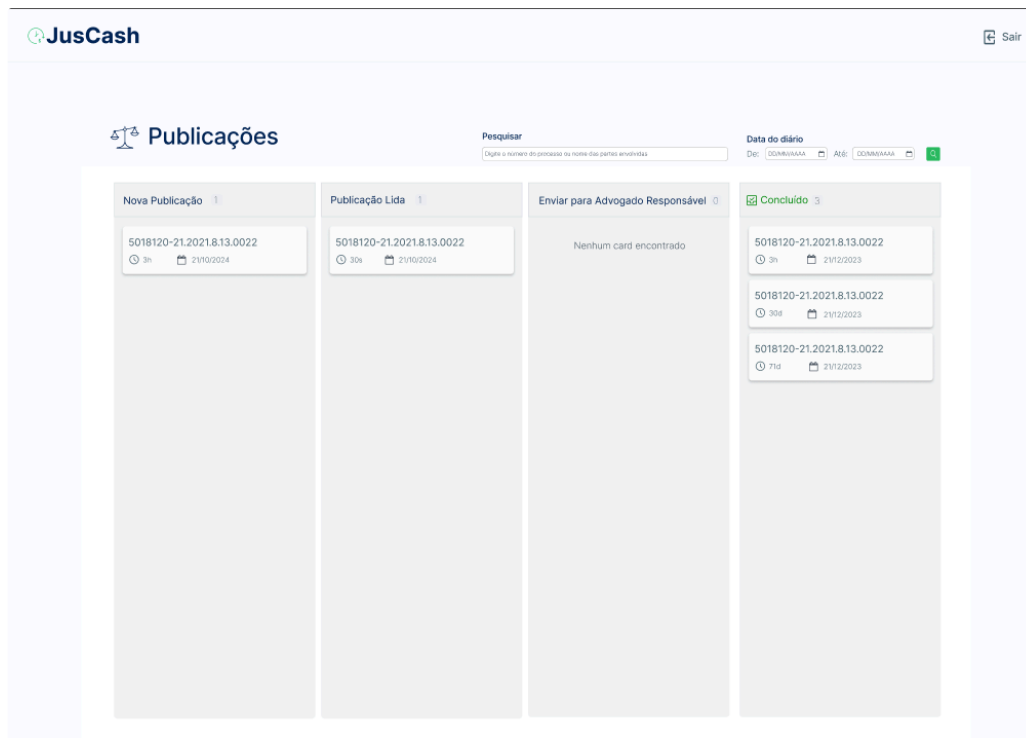 JusCash
Sair
Publicações
Pesquisar
Digite o número do processo ou nome das partes envolvidas
Data do diário
De: DD/MM/AAAA Até: DD/MM/AAAA
Nova Publicação 1
5018120-21.2021.8.13.0022
3h 21/10/2024
Publicação Lida 1
5018120-21.2021.8.13.0022
30s 21/10/2024
Enviar para Advogado Responsável 0
Nenhum card encontrado
Concluído 3
5018120-21.2021.8.13.0022
3h 21/12/2023
5018120-21.2021.8.13.0022
30d 21/12/2023
5018120-21.2021.8.13.0022
71d 21/12/2023